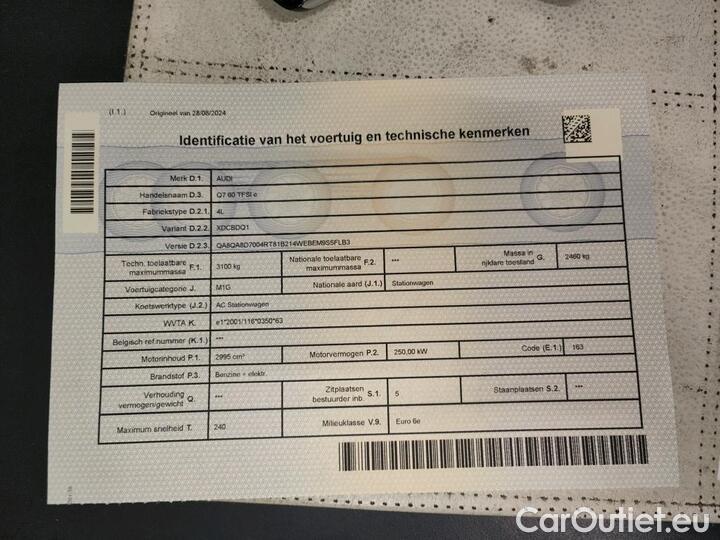 (I.1.) Origineel van 28/08/2024
Identificatie van het voertuig en technische kenmerken
Merk D.1. AUDI
Handelsnaam D.3. Q7 60 TFSI e
Fabriekstype D.2.1. 4L
Variant D.2.2. XDCBDQ1
Versie D.2.3. QA8QA8D7004RT81B214WEBEM9S5FLB3
Techn. toelaatbare maximummassa F.1. 3100 kg Nationale toelaatbare maximummassa F.2. *** Massa in rijklare toestand G. 2460 kg
Voertuigcategorie J. M1G Nationale aard (J.1.) Stationwagen
Koetswerktype (J.2.) AC Stationwagen
WVTA K. e1*2001/116*0350*63
Belgisch ref.nummer (K.1.) ***
Motorinhoud P.1. 2995 cm³ Motorvermogen P.2. 250,00 kW Code (E.1.) 163
Brandstof P.3. Benzine + elektr.
Verhouding vermogen/gewicht Q. *** Zitplaatsen bestuurder inb. S.1. 5 Staanplaatsen S.2. ***
Maximum snelheid T. 240 Milieuklasse V.9. Euro 6e
CarOutlet.eu